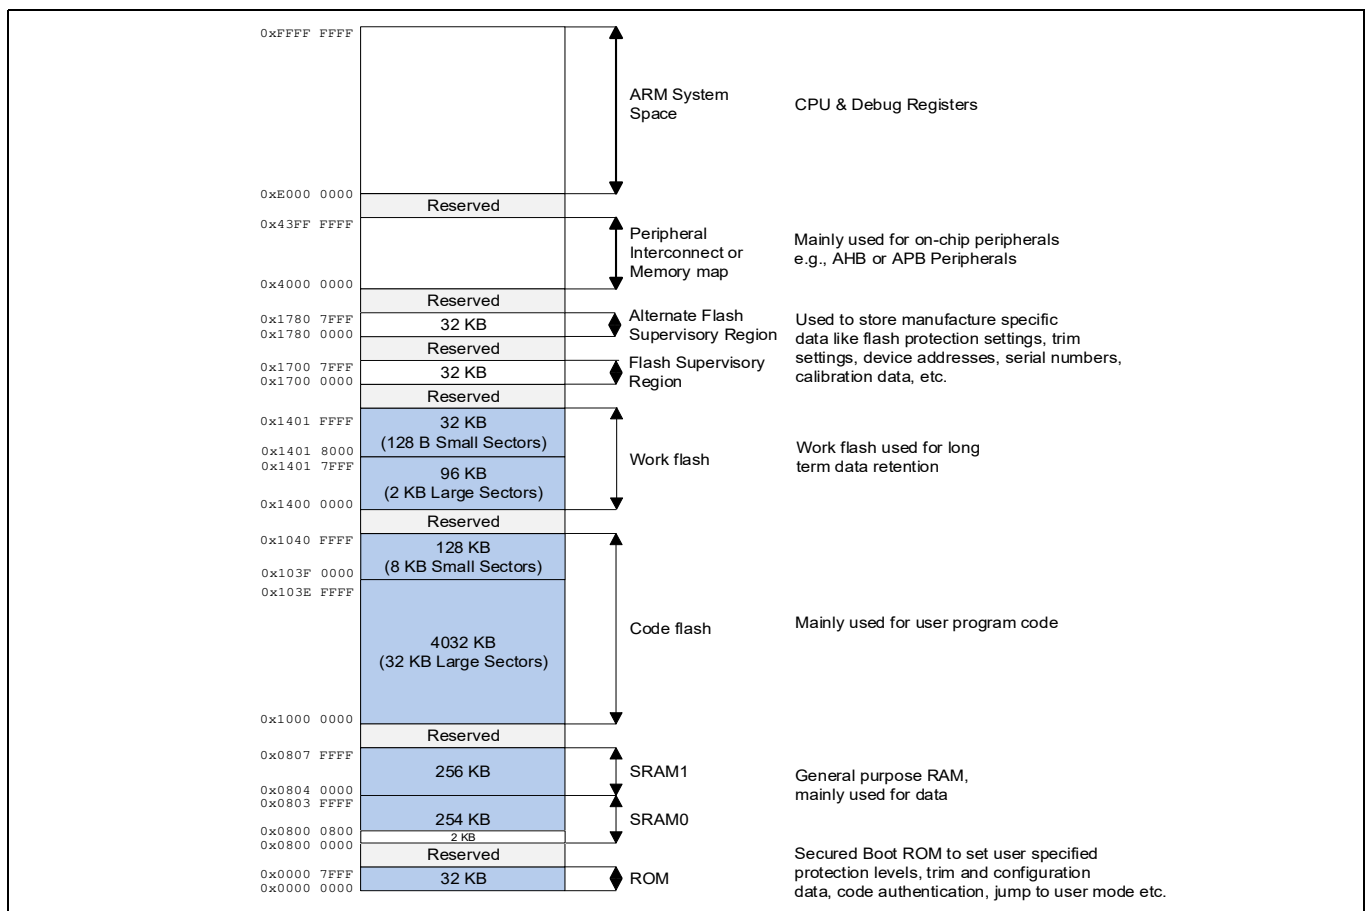 0xFFFF FFFF
ARM System
Space
CPU & Debug Registers
0xE000 0000
Reserved
0x43FF FFFF
Peripheral
Interconnect or
Memory map
Mainly used for on-chip peripherals
e.g., AHB or APB Peripherals
0x4000 0000
Reserved
0x1780 7FFF
0x1780 0000
32 KB
Alternate Flash
Supervisory Region
Used to store manufacture specific
data like flash protection settings, trim
settings, device addresses, serial numbers,
calibration data, etc.
Reserved
0x1700 7FFF
0x1700 0000
32 KB
Flash Supervisory
Region
Reserved
0x1401 FFFF
32 KB
(128 B Small Sectors)
0x1401 8000
0x1401 7FFF
96 KB
(2 KB Large Sectors)
0x1400 0000
Work flash
Work flash used for long
term data retention
Reserved
0x1040 FFFF
128 KB
(8 KB Small Sectors)
0x103F 0000
0x103E FFFF
4032 KB
(32 KB Large Sectors)
0x1000 0000
Code flash
Mainly used for user program code
Reserved
0x0807 FFFF
256 KB
0x0804 0000
SRAM1
General purpose RAM,
mainly used for data
0x0803 FFFF
254 KB
0x0800 0800
2 KB
0x0800 0000
SRAM0
Reserved
0x0000 7FFF
0x0000 0000
32 KB
ROM
Secured Boot ROM to set user specified
protection levels, trim and configuration
data, code authentication, jump to user mode etc.